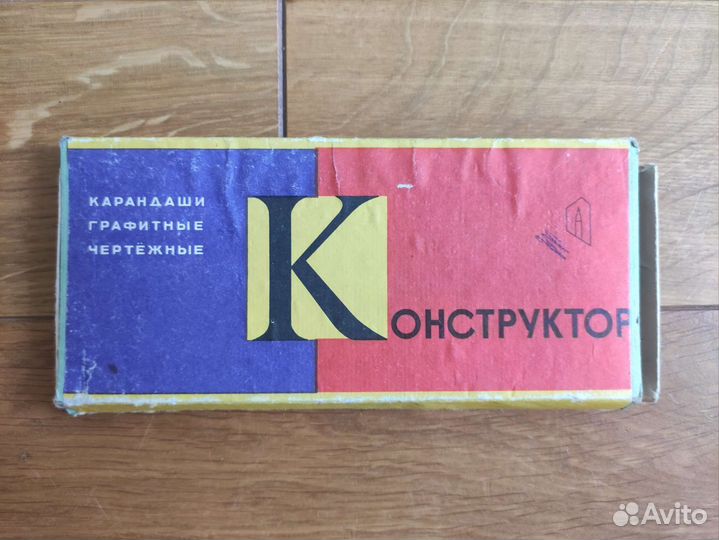 КАРАНДАШИ
ГРАФИТНЫЕ
ЧЕРТЁЖНЫЕ
КОНСТРУКТОР
Avito